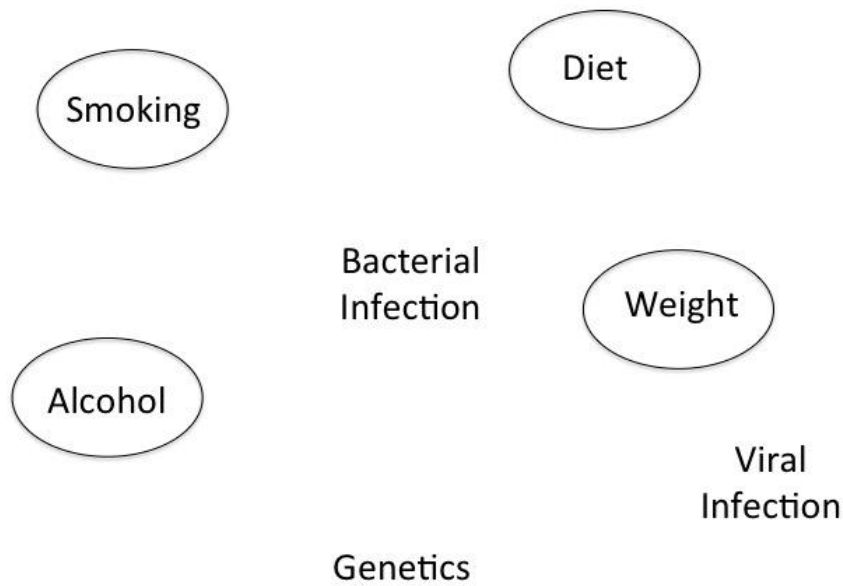 Diet
Smoking
Bacterial
Infection
Weight
Alcohol
Viral
Infection
Genetics